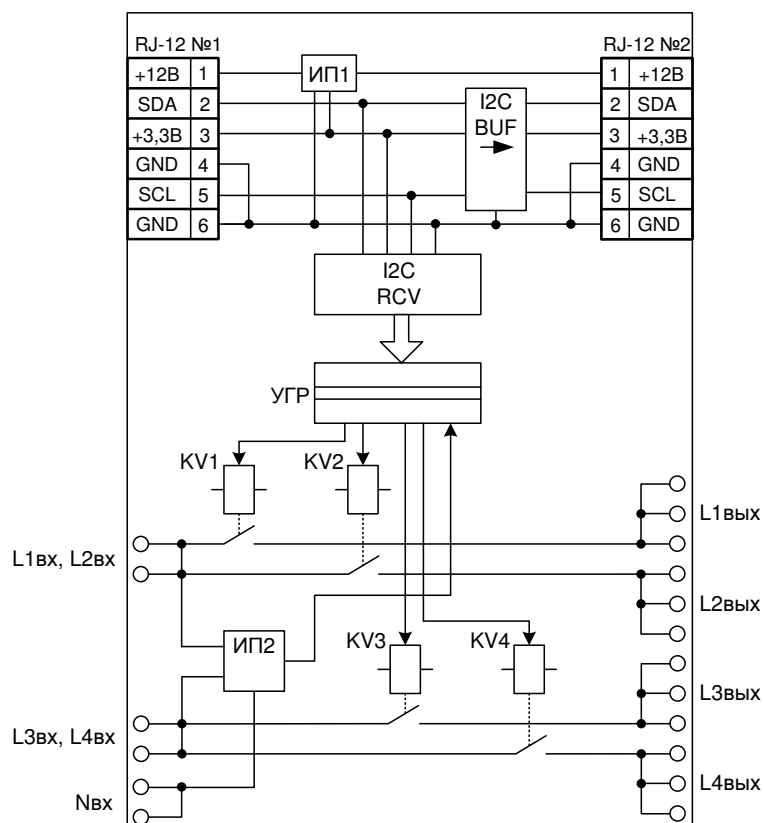 RJ-12 №1
RJ-12 №2
+12В 1
ИП1
1 +12В
SDA 2
I2C
BUF
2 SDA
+3,3В 3
3 +3,3В
GND 4
4 GND
SCL 5
5 SCL
GND 6
6 GND
I2C
RCV
УГР
KV1
KV2
L1вых
L1вх, L2вх
L2вых
ИП2
KV3
KV4
L3вых
L3вх, L4вх
L4вых
Nвх